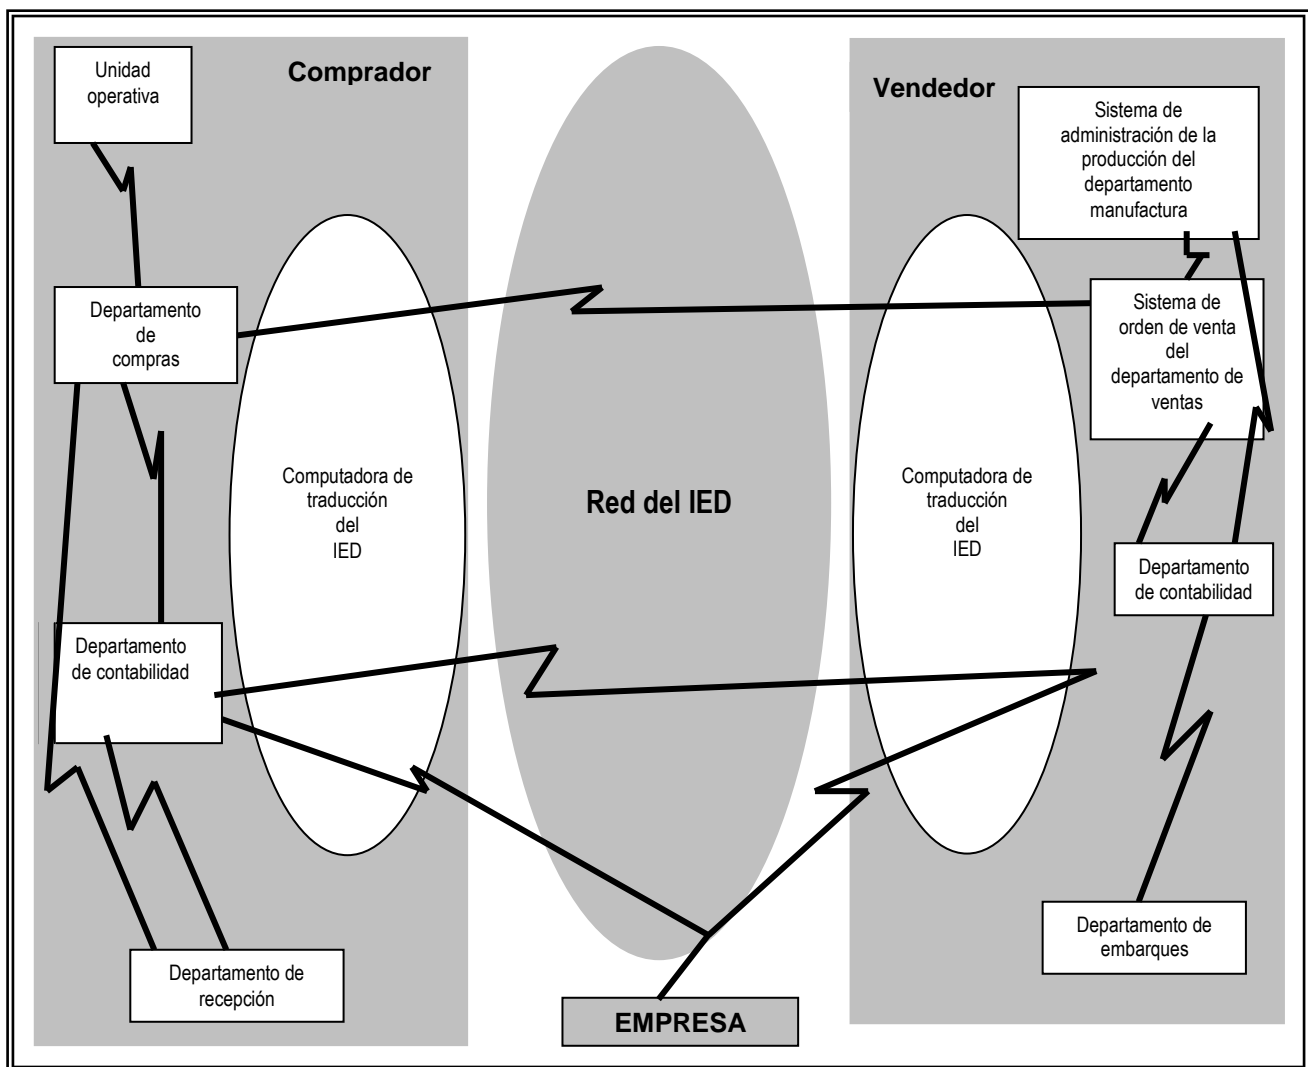 Unidad
operativa
Comprador
Departamento
de
compras
Computadora de
traducción
del
IED
Departamento
de contabilidad
Departamento de
recepción
Red del IED
EMPRESA
Vendedor
Sistema de
administración de la
producción del
departamento
manufactura
Sistema de
orden de venta
del
departamento de
ventas
Computadora de
traducción
del
IED
Departamento
de contabilidad
Departamento de
embarques